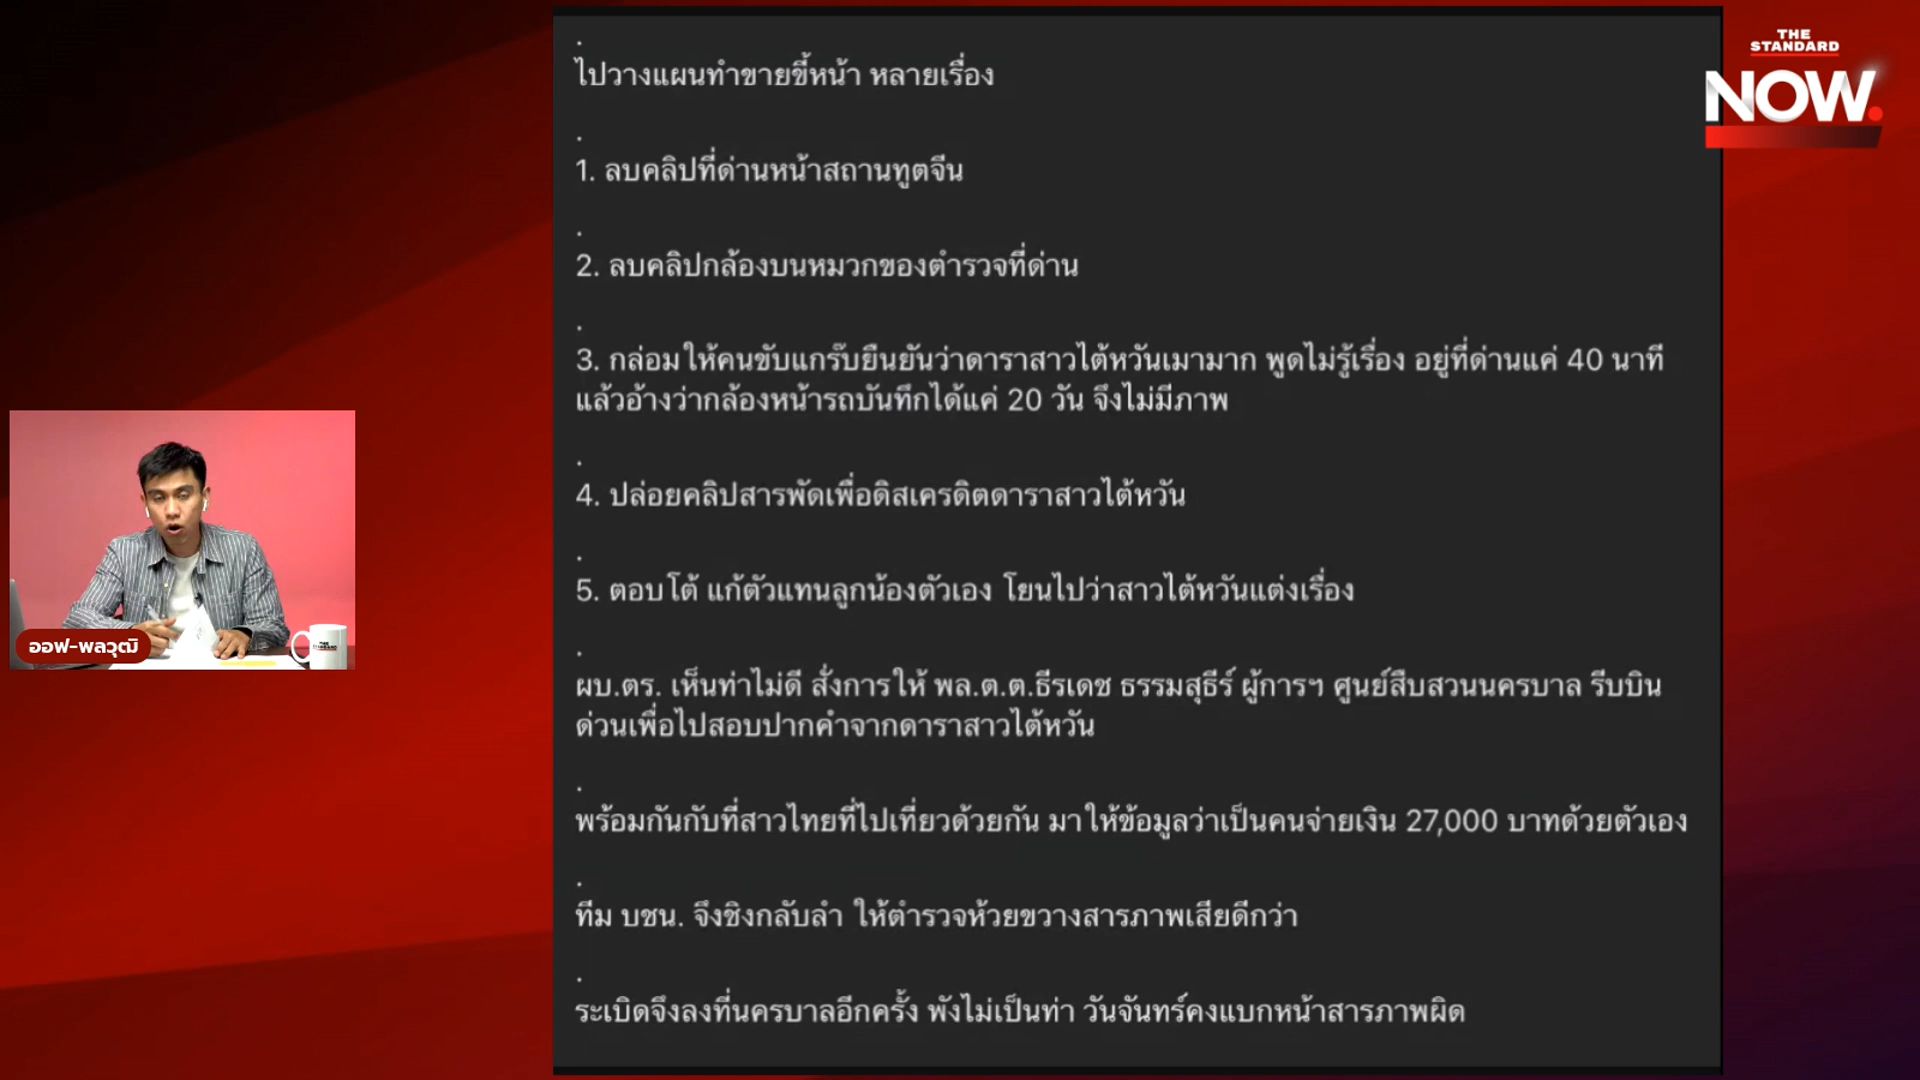 .
ไปวางแผนทำขายขี้หน้า หลายเรื่อง
.
1. ลบคลิปที่ด่านหน้าสถานทูตจีน
.
2. ลบคลิปกล้องบนหมวกของตำรวจที่ด่าน
.
3. กล่อมให้คนขับแกร๊บยืนยันว่าดาราสาวไต้หวันเมามาก พูดไม่รู้เรื่อง อยู่ที่ด่านแค่ 40 นาที
แล้วอ้างว่ากล้องหน้ารถบันทึกได้แค่ 20 วัน จึงไม่มีภาพ
.
4. ปล่อยคลิปสารพัดเพื่อดิสเครดิตดาราสาวไต้หวัน
.
5. ตอบโต้ แก้ตัวแทนลูกน้องตัวเอง โยนไปว่าสาวไต้หวันแต่งเรื่อง
.
ผบ.ตร. เห็นท่าไม่ดี สั่งการให้ พล.ต.ต.ธีรเดช ธรรมสุธีร์ ผู้การฯ ศูนย์สืบสวนนครบาล รีบบิน
ด่วนเพื่อไปสอบปากคำจากดาราสาวไต้หวัน
.
พร้อมกันกับที่สาวไทยที่ไปเที่ยวด้วยกัน มาให้ข้อมูลว่าเป็นคนจ่ายเงิน 27,000 บาทด้วยตัวเอง
.
ทีม บชน. จึงชิงกลับลำ ให้ตำรวจห้วยขวางสารภาพเสียดีกว่า
.
ระเบิดจึงลงที่นครบาลอีกครั้ง พังไม่เป็นท่า วันจันทร์คงแบกหน้าสารภาพผิด
THE
STANDARD
NOW.
ออฟ-พลวุฒิ
THE
STANDARD